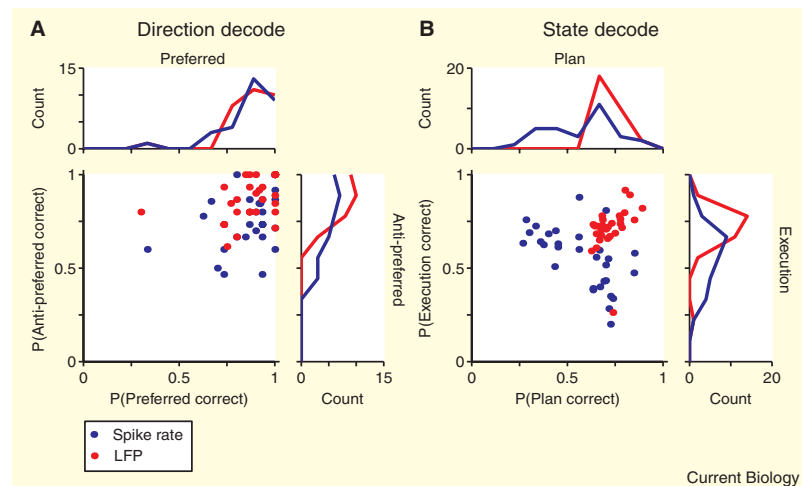 A Direction decode
Preferred
15
Count
0
1
P(Anti-preferred correct)
0.5
0
0 0.5 1
P(Preferred correct)
Anti-preferred
0 15
Count
B State decode
Plan
20
Count
0
1
P(Execution correct)
0.5
0
0 0.5 1
P(Plan correct)
Execution
0 20
Count
Spike rate
LFP
Current Biology